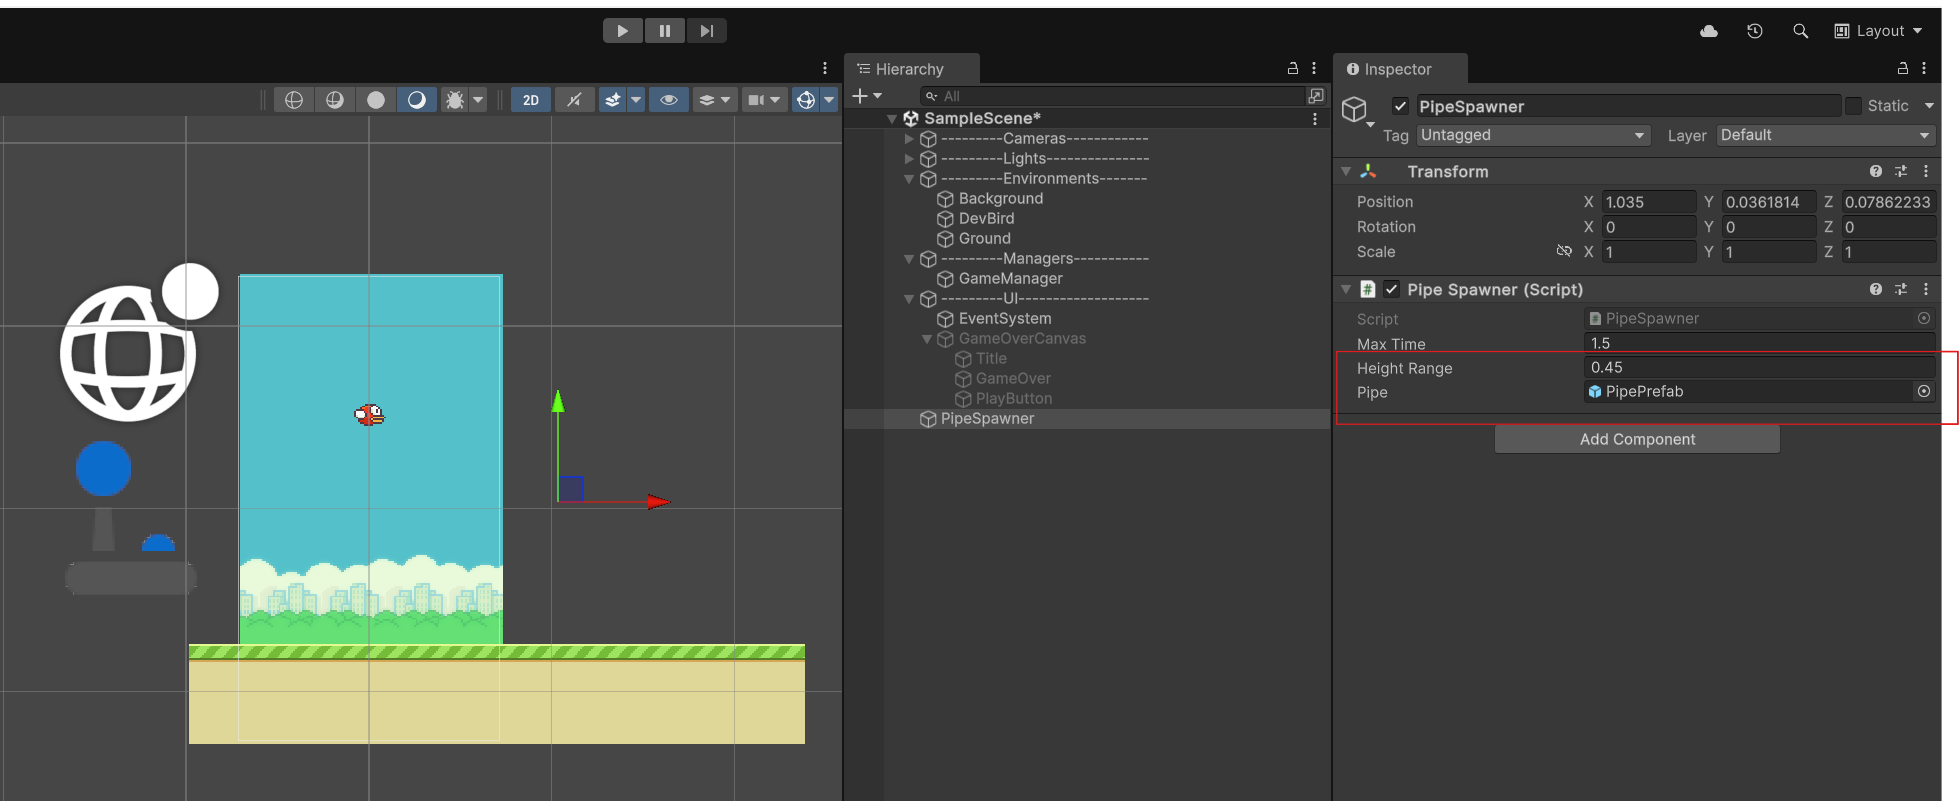 Layout
Hierarchy
Inspector
2D
All
PipeSpawner
Static
SampleScene*
Tag Untagged Layer Default
---------Cameras------------
---------Lights---------------
---------Environments-------
Transform
Background
Position X 1.035 Y 0.0361814 Z 0.07862233
DevBird
Rotation X 0 Y 0 Z 0
Ground
Scale X 1 Y 1 Z 1
---------Managers-----------
GameManager
# Pipe Spawner (Script)
---------UI-------------------
EventSystem
Script # PipeSpawner
GameOverCanvas
Max Time 1.5
Title
Height Range 0.45
GameOver
Pipe PipePrefab
PlayButton
PipeSpawner
Add Component